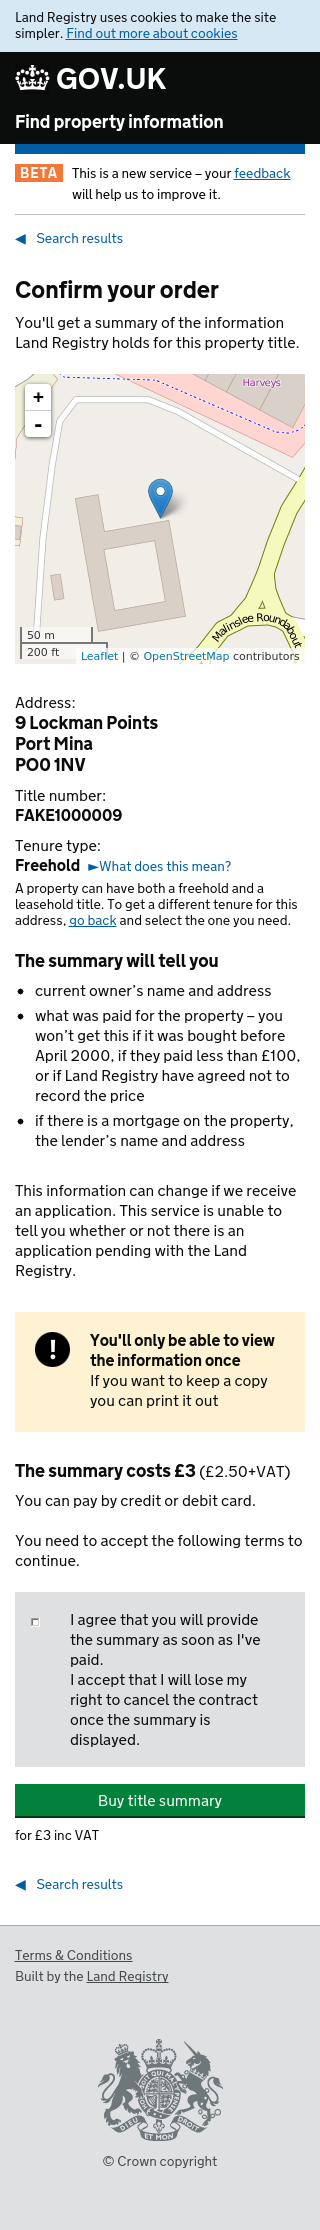 Land Registry uses cookies to make the site
simpler. Find out more about cookies
GOV.UK
Find property information
BETA This is a new service – your feedback
will help us to improve it.
◀ Search results
Confirm your order
You'll get a summary of the information
Land Registry holds for this property title.
Harveys
+
-
Malinslee Roundabout
50 m
200 ft
Leaflet | © OpenStreetMap contributors
Address:
9 Lockman Points
Port Mina
PO0 1NV
Title number:
FAKE1000009
Tenure type:
Freehold ►What does this mean?
A property can have both a freehold and a
leasehold title. To get a different tenure for this
address, go back and select the one you need.
The summary will tell you
• current owner’s name and address
• what was paid for the property – you
won’t get this if it was bought before
April 2000, if they paid less than £100,
or if Land Registry have agreed not to
record the price
• if there is a mortgage on the property,
the lender’s name and address
This information can change if we receive
an application. This service is unable to
tell you whether or not there is an
application pending with the Land
Registry.
! You'll only be able to view
the information once
If you want to keep a copy
you can print it out
The summary costs £3 (£2.50+VAT)
You can pay by credit or debit card.
You need to accept the following terms to
continue.
I agree that you will provide
the summary as soon as I've
paid.
I accept that I will lose my
right to cancel the contract
once the summary is
displayed.
Buy title summary
for £3 inc VAT
◀ Search results
Terms & Conditions
Built by the Land Registry
DIEU ET MON DROIT
© Crown copyright